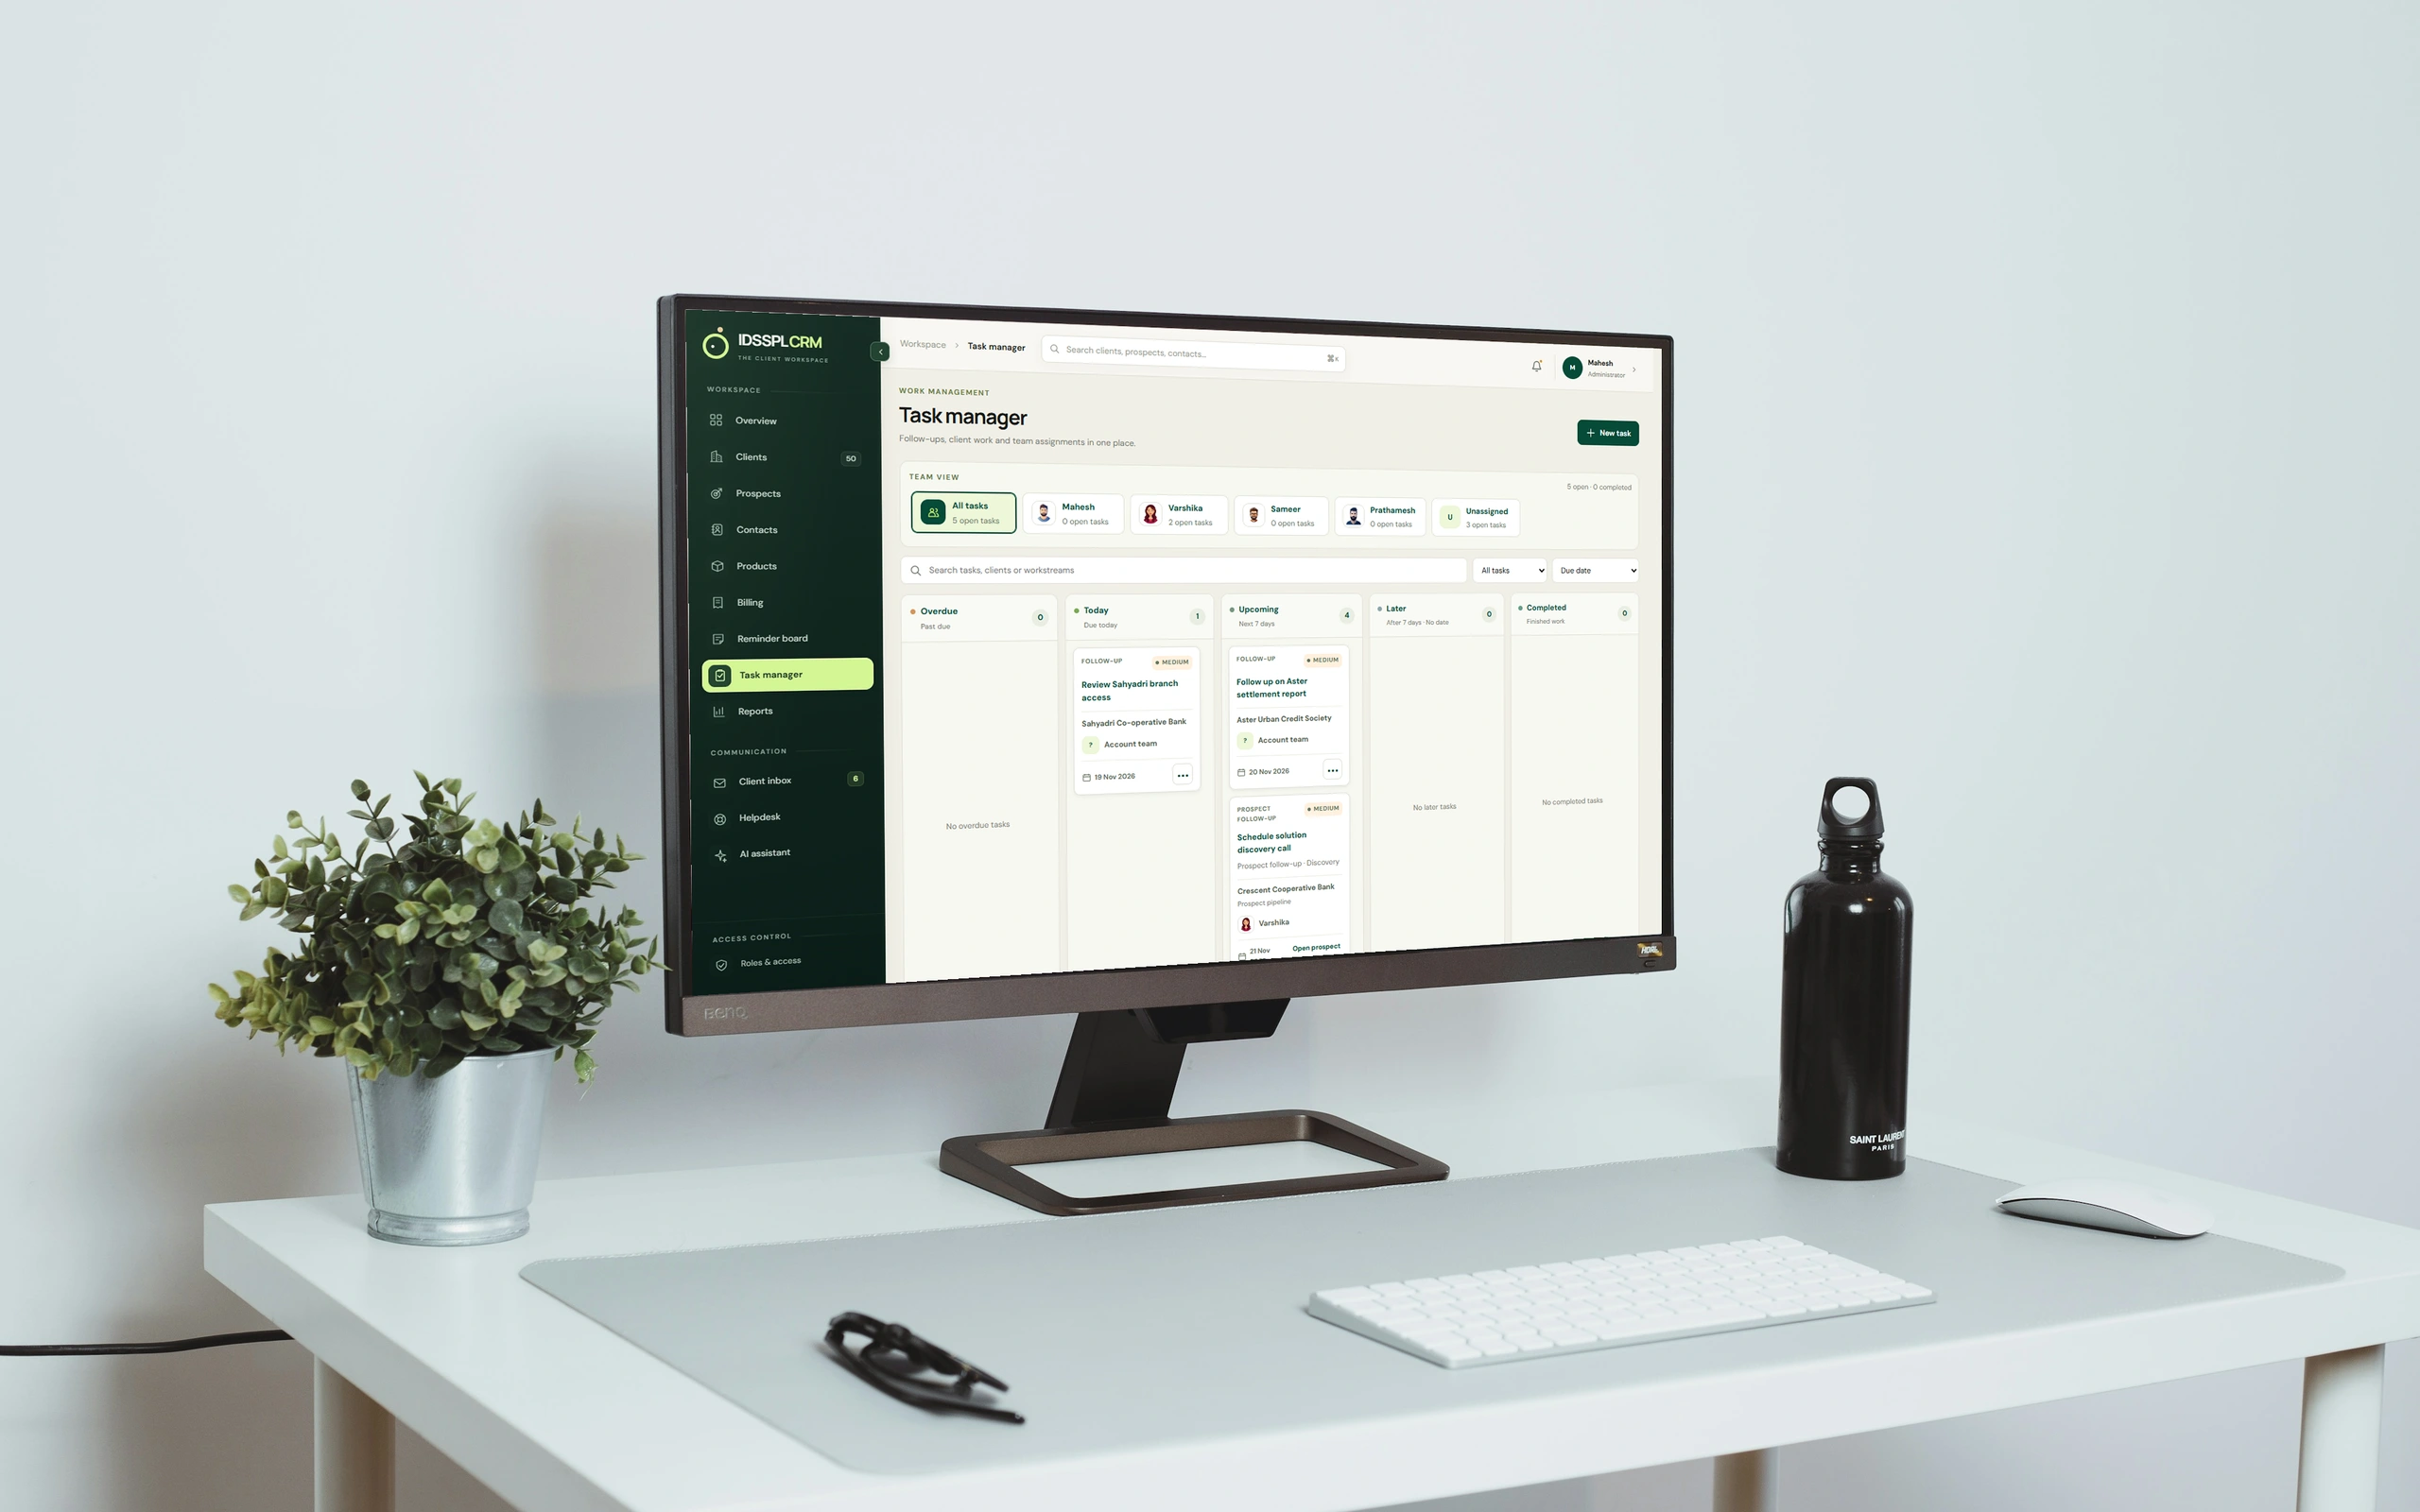 IDSSPLCRM
THE CLIENT WORKSPACE
WORKSPACE
Overview
Clients
50
Prospects
Contacts
Products
Billing
Reminder board
Task manager
Reports
COMMUNICATION
Client inbox
6
Helpdesk
AI assistant
ACCESS CONTROL
Roles & access
Workspace › Task manager
Search clients, prospects, contacts...
⌘K
M
Mahesh
Administrator
WORK MANAGEMENT
Task manager
Follow-ups, client work and team assignments in one place.
+ New task
TEAM VIEW
5 open · 0 completed
All tasks
5 open tasks
Mahesh
0 open tasks
Varshika
2 open tasks
Sameer
0 open tasks
Prathamesh
0 open tasks
U
Unassigned
3 open tasks
Search tasks, clients or workstreams
All tasks
Due date
Overdue
Past due
0
No overdue tasks
Today
Due today
1
FOLLOW-UP
MEDIUM
Review Sahyadri branch
access
Sahyadri Co-operative Bank
?
Account team
19 Nov 2026
Upcoming
Next 7 days
4
FOLLOW-UP
MEDIUM
Follow up on Aster
settlement report
Aster Urban Credit Society
?
Account team
20 Nov 2026
PROSPECT
FOLLOW-UP
MEDIUM
Schedule solution
discovery call
Prospect follow-up · Discovery
Crescent Cooperative Bank
Prospect pipeline
Varshika
21 Nov
Open prospect
Later
After 7 days · No date
0
No later tasks
Completed
Finished work
0
No completed tasks
BenQ
SAINT LAURENT
PARIS